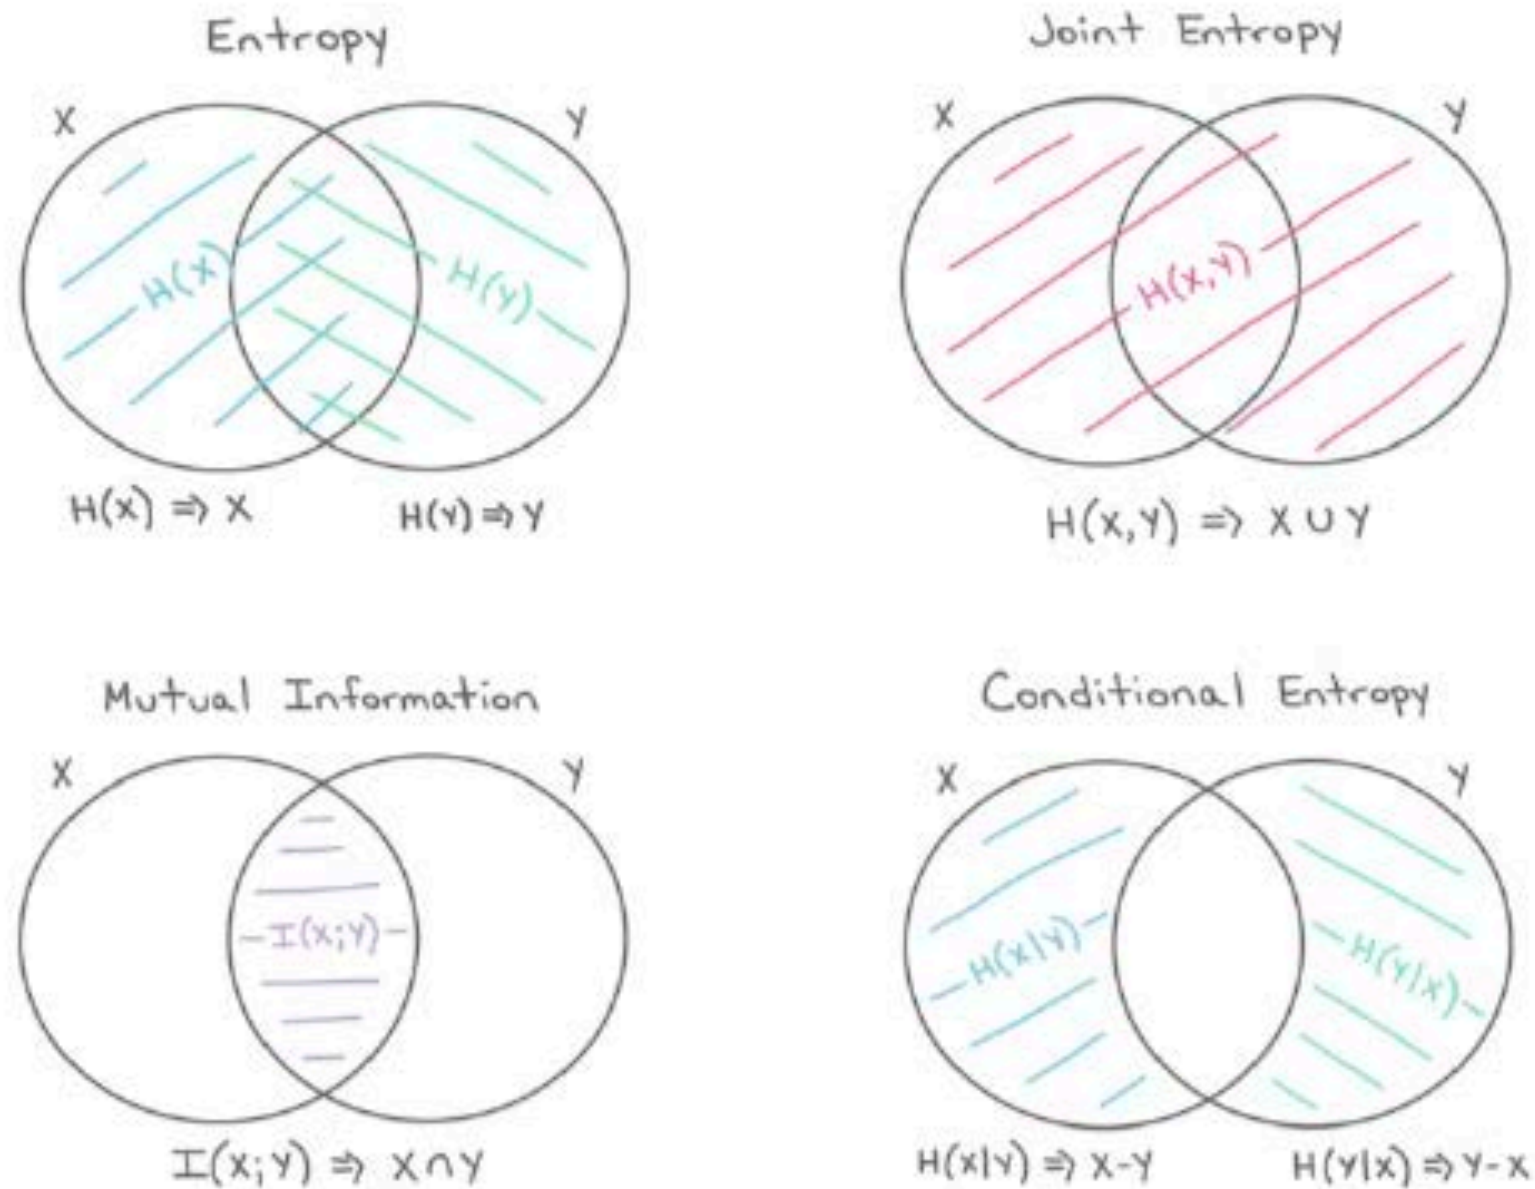 Entropy
X
Y
H(X)
H(Y)
H(X) ⇒ X
H(Y) ⇒ Y
Joint Entropy
X
Y
H(X,Y)
H(X,Y) ⇒ X ∪ Y
Mutual Information
X
Y
I(X;Y)
I(X;Y) ⇒ X ∩ Y
Conditional Entropy
X
Y
H(X|Y)
H(Y|X)
H(X|Y) ⇒ X-Y
H(Y|X) ⇒ Y-X